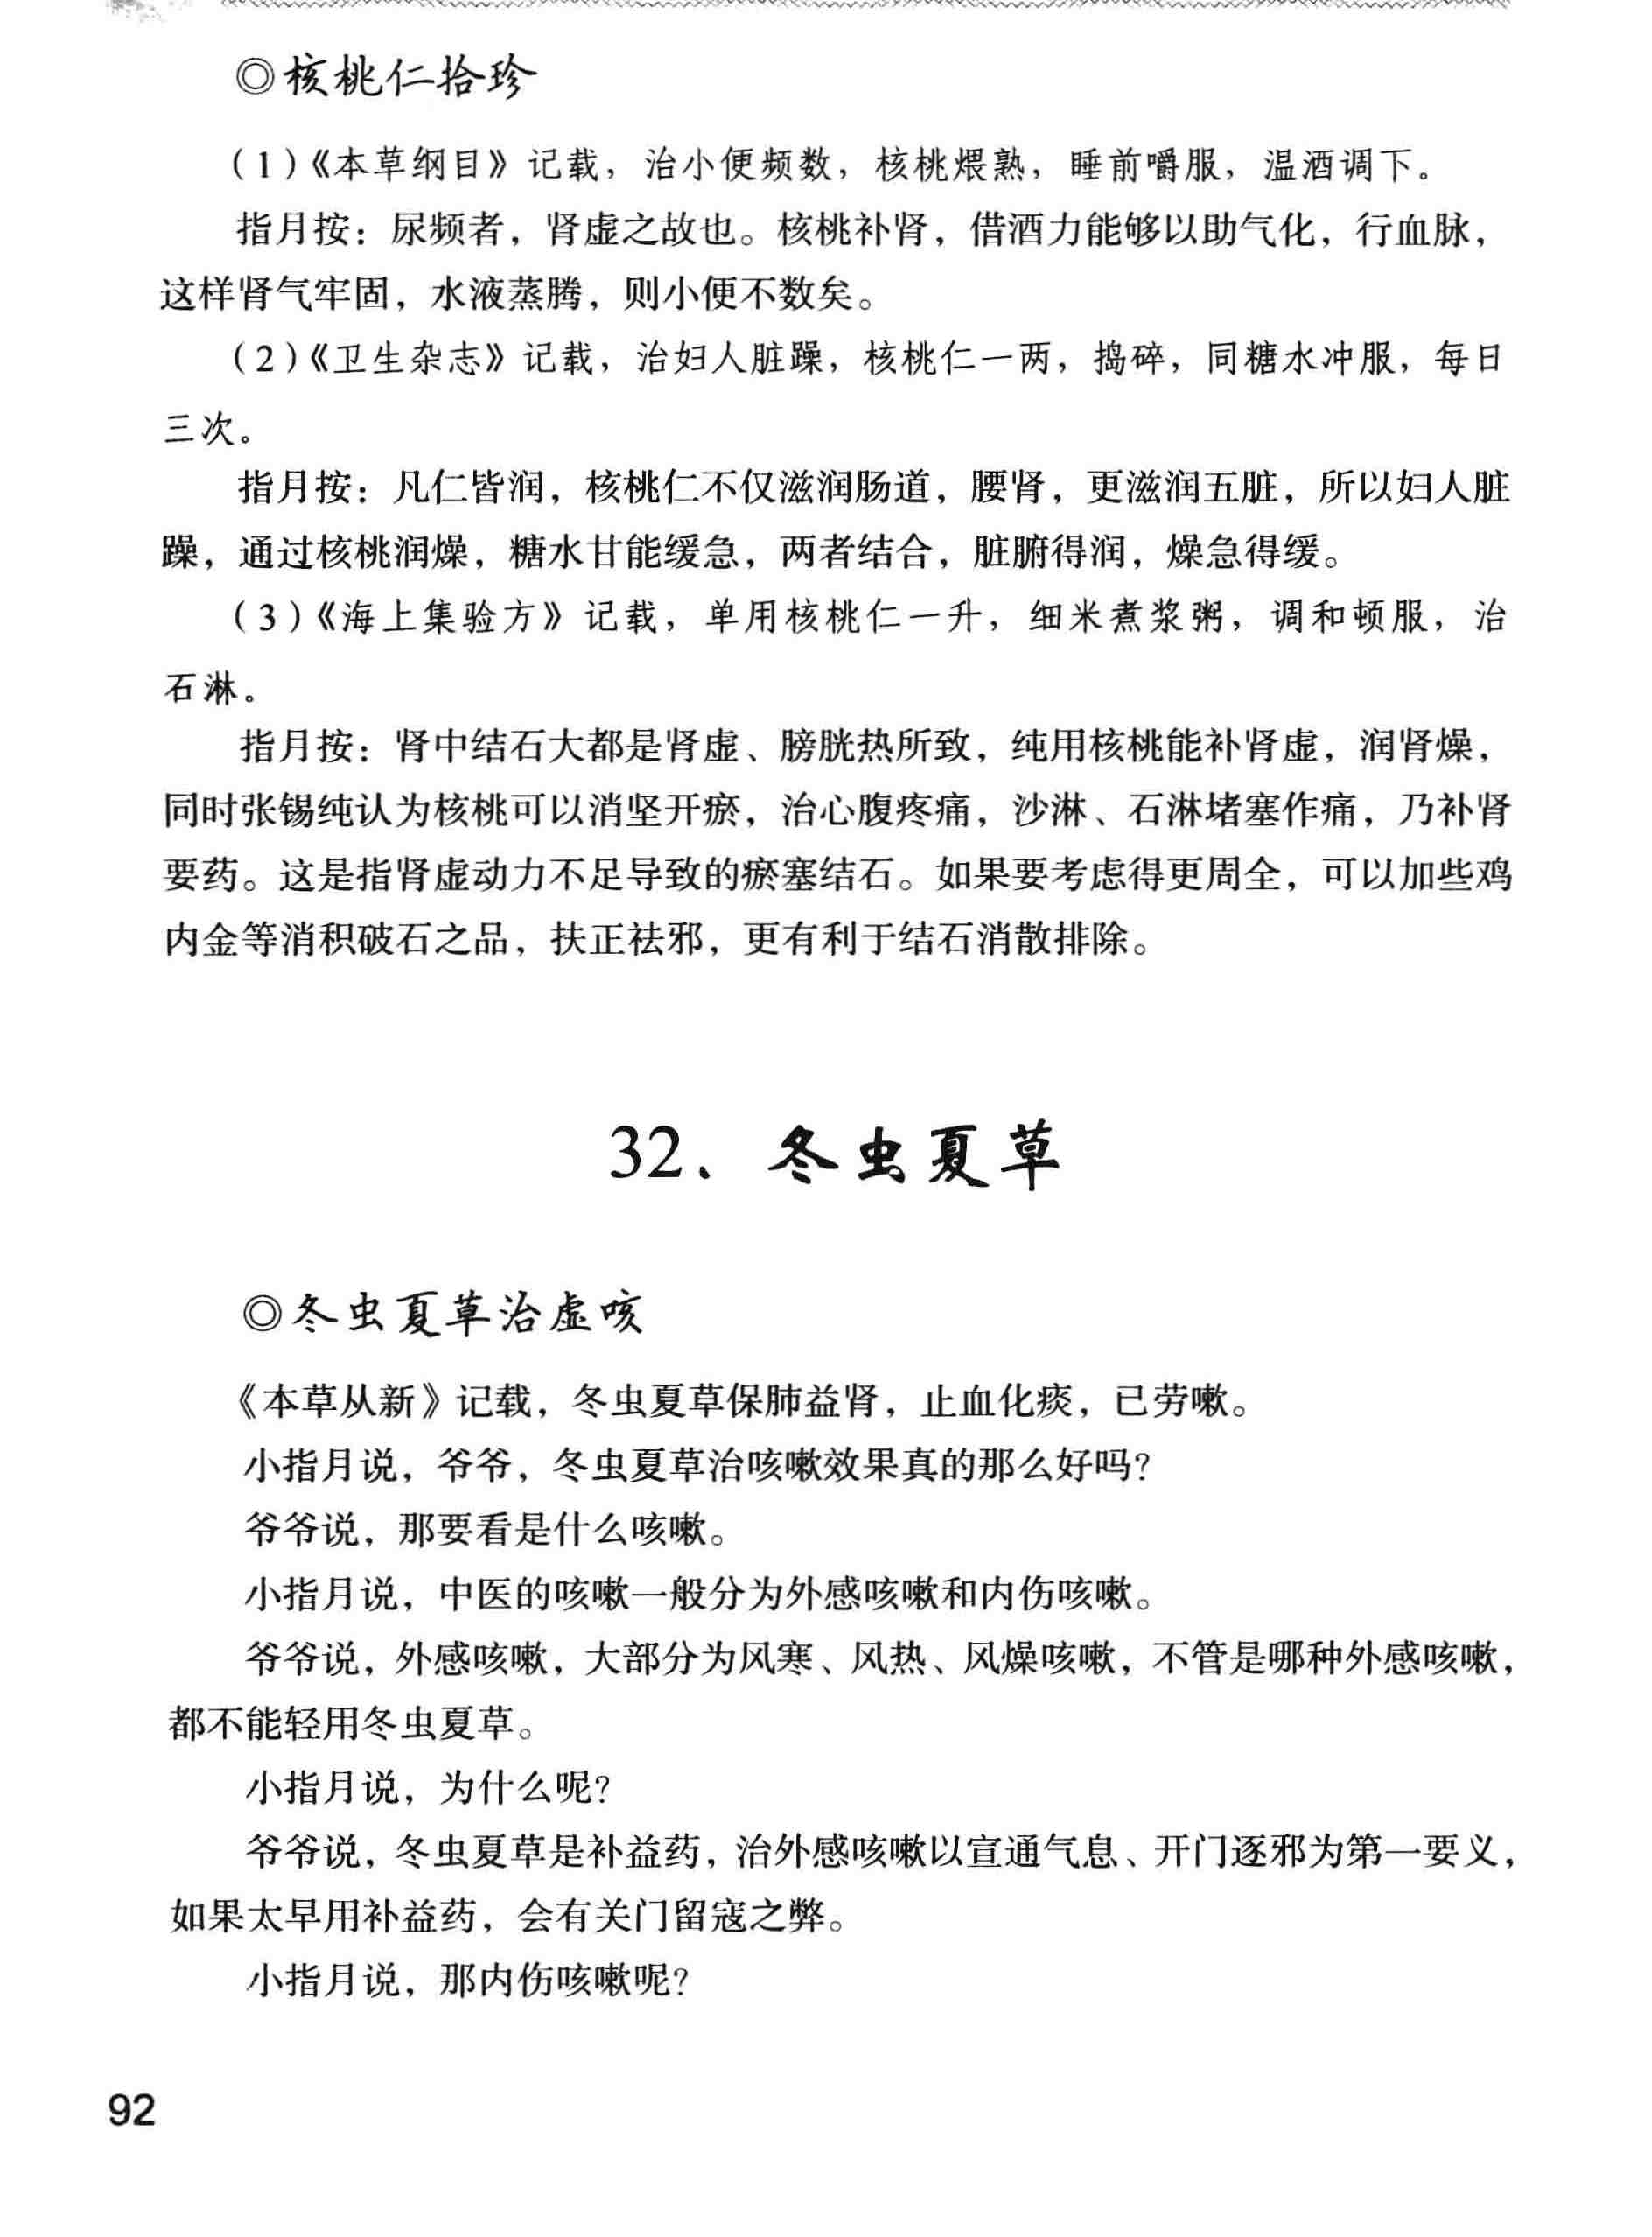 ◎核桃仁拾珍
（1）《本草纲目》记载，治小便频数，核桃煨熟，睡前嚼服，温酒调下。
指月按：尿频者，肾虚之故也。核桃补肾，借酒力能够以助气化，行血脉，
这样肾气牢固，水液蒸腾，则小便不数矣。
（2）《卫生杂志》记载，治妇人脏躁，核桃仁一两，捣碎，同糖水冲服，每日
三次。
指月按：凡仁皆润，核桃仁不仅滋润肠道，腰肾，更滋润五脏，所以妇人脏
躁，通过核桃润燥，糖水甘能缓急，两者结合，脏腑得润，燥急得缓。
（3）《海上集验方》记载，单用核桃仁一升，细米煮浆粥，调和顿服，治
石淋。
指月按：肾中结石大都是肾虚、膀胱热所致，纯用核桃能补肾虚，润肾燥，
同时张锡纯认为核桃可以消坚开瘀，治心腹疼痛，沙淋、石淋堵塞作痛，乃补肾
要药。这是指肾虚动力不足导致的瘀塞结石。如果要考虑得更周全，可以加些鸡
内金等消积破石之品，扶正祛邪，更有利于结石消散排除。
32、冬虫夏草
◎冬虫夏草治虚咳
《本草从新》记载，冬虫夏草保肺益肾，止血化痰，已劳嗽。
小指月说，爷爷，冬虫夏草治咳嗽效果真的那么好吗？
爷爷说，那要看是什么咳嗽。
小指月说，中医的咳嗽一般分为外感咳嗽和内伤咳嗽。
爷爷说，外感咳嗽，大部分为风寒、风热、风燥咳嗽，不管是哪种外感咳嗽，
都不能轻用冬虫夏草。
小指月说，为什么呢？
爷爷说，冬虫夏草是补益药，治外感咳嗽以宣通气息、开门逐邪为第一要义，
如果太早用补益药，会有关门留寇之弊。
小指月说，那内伤咳嗽呢？
92